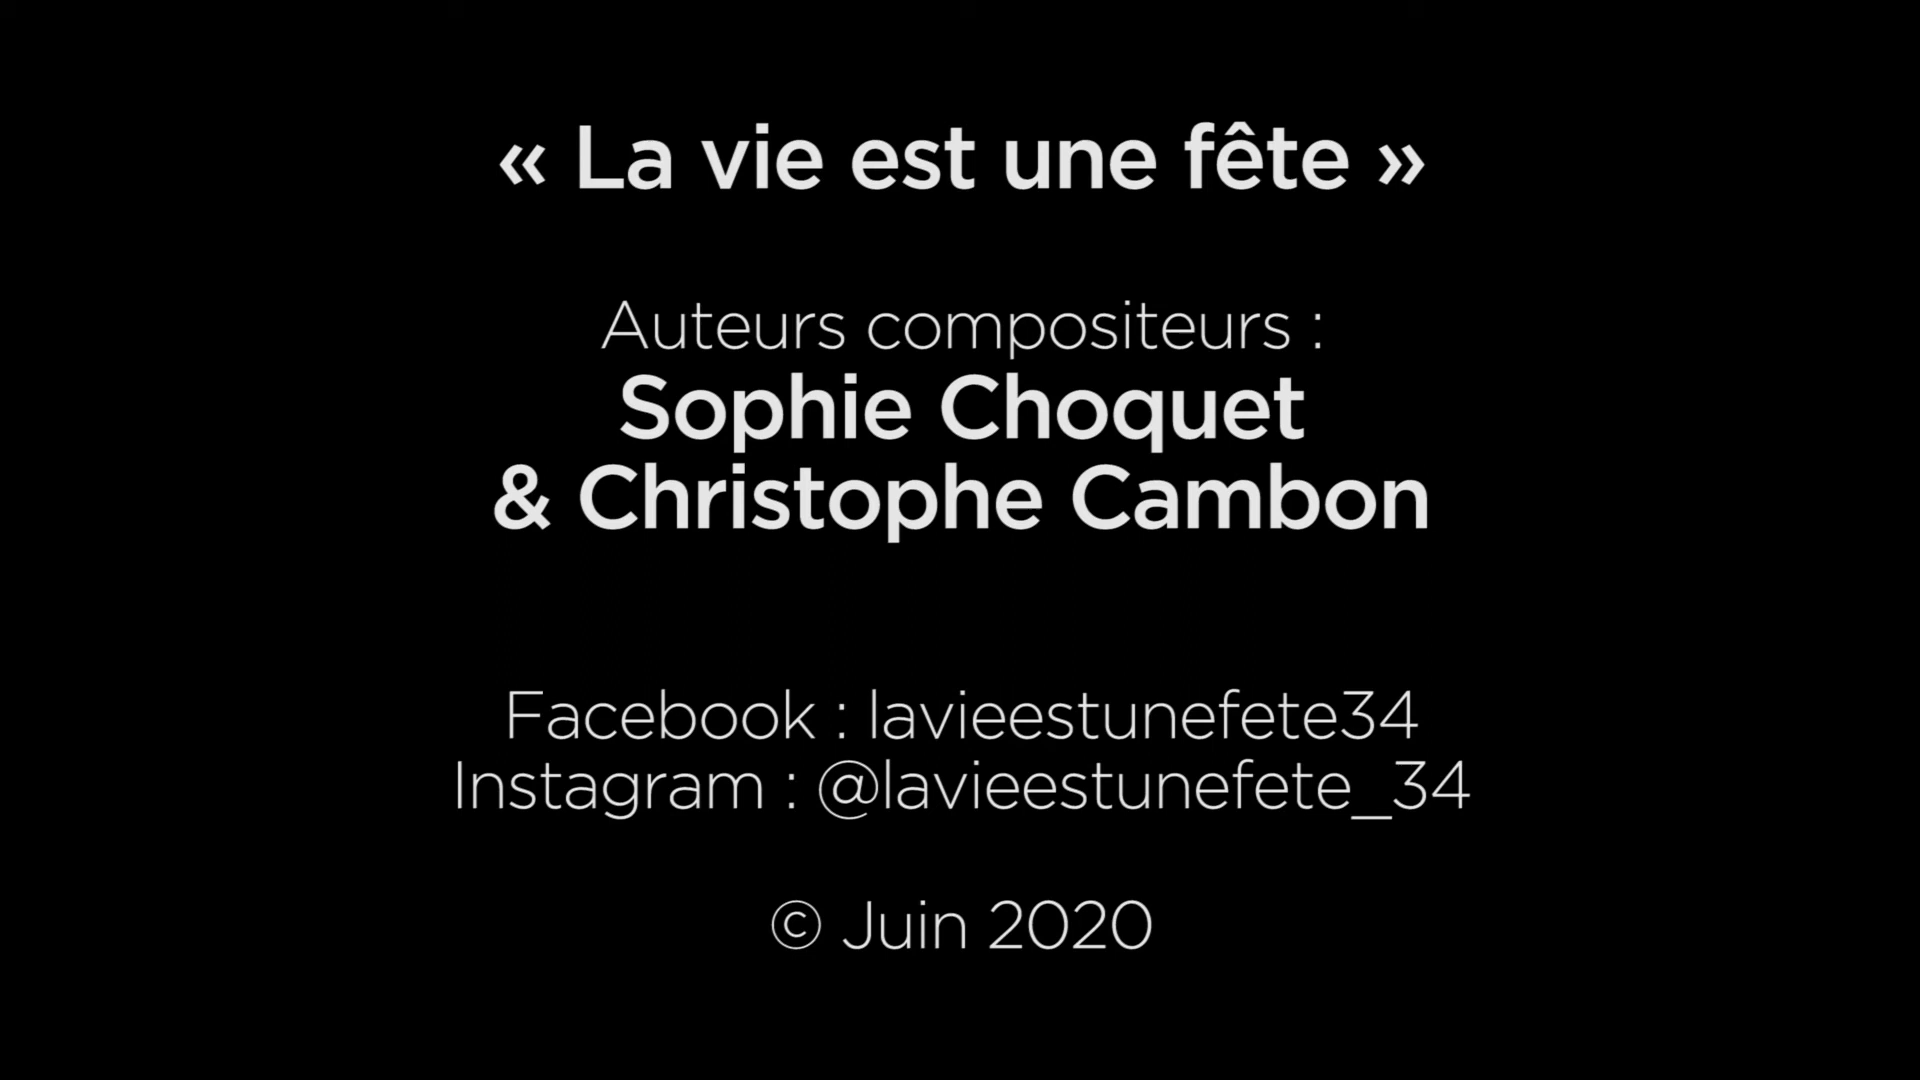 « La vie est une fête »
Auteurs compositeurs :
Sophie Choquet
& Christophe Cambon
Facebook : lavieestunefete34
Instagram : @lavieestunefete_34
© Juin 2020